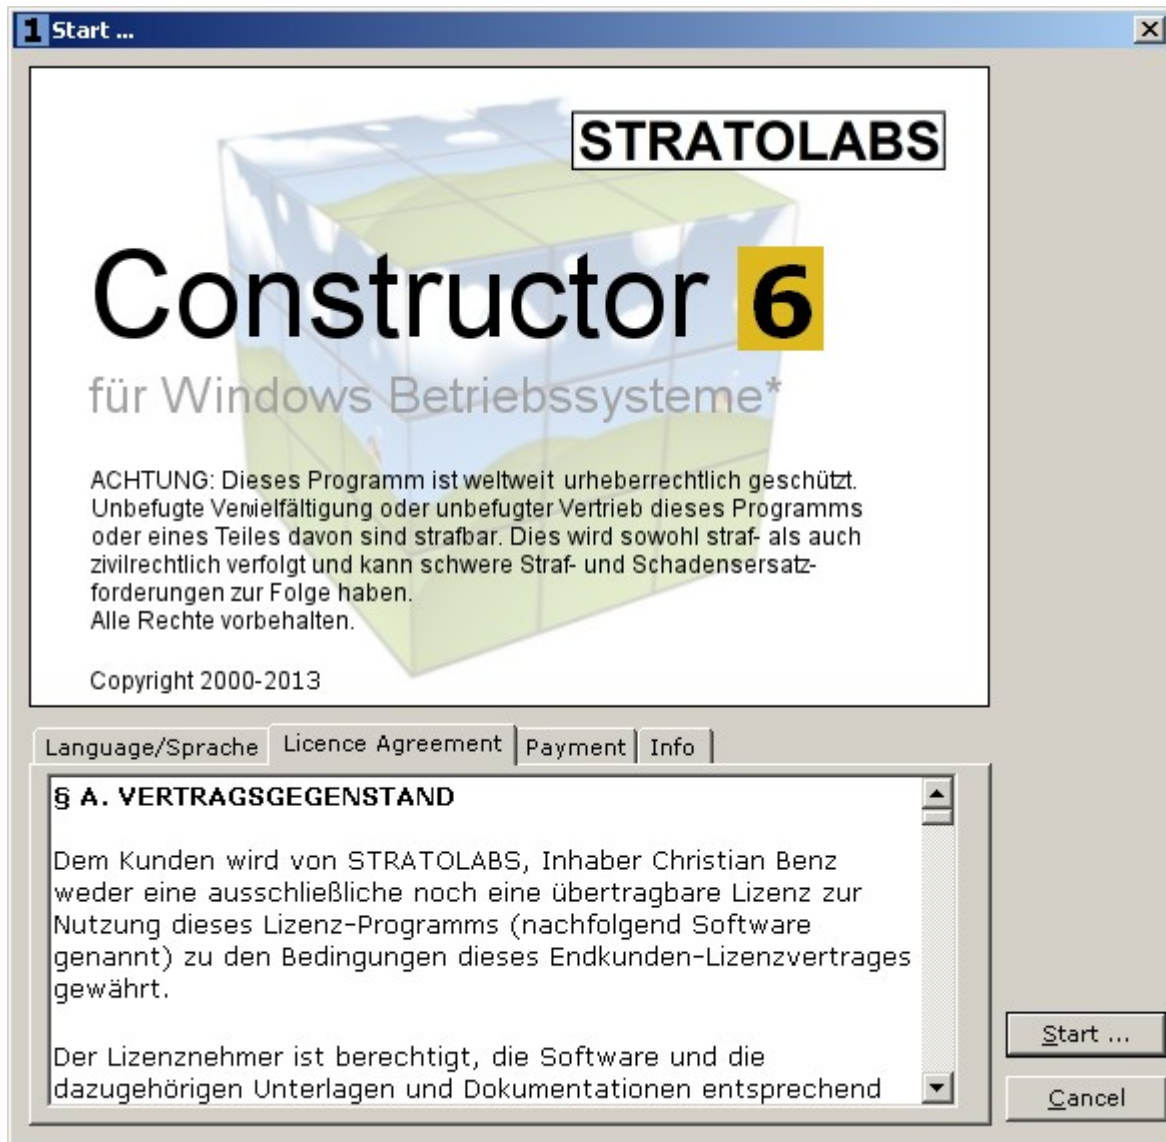 1 Start ...
STRATOLABS
Constructor 6
für Windows Betriebssysteme*
ACHTUNG: Dieses Programm ist weltweit urheberrechtlich geschützt.
Unbefugte Vervielfältigung oder unbefugter Vertrieb dieses Programms
oder eines Teiles davon sind strafbar. Dies wird sowohl straf- als auch
zivilrechtlich verfolgt und kann schwere Straf- und Schadensersatz-
forderungen zur Folge haben.
Alle Rechte vorbehalten.
Copyright 2000-2013
Language/Sprache Licence Agreement Payment Info
§ A. VERTRAGSGEGENSTAND
Dem Kunden wird von STRATOLABS, Inhaber Christian Benz
weder eine ausschließliche noch eine übertragbare Lizenz zur
Nutzung dieses Lizenz-Programms (nachfolgend Software
genannt) zu den Bedingungen dieses Endkunden-Lizenzvertrages
gewährt.
Der Lizenznehmer ist berechtigt, die Software und die
dazugehörigen Unterlagen und Dokumentationen entsprechend
Start ...
Cancel